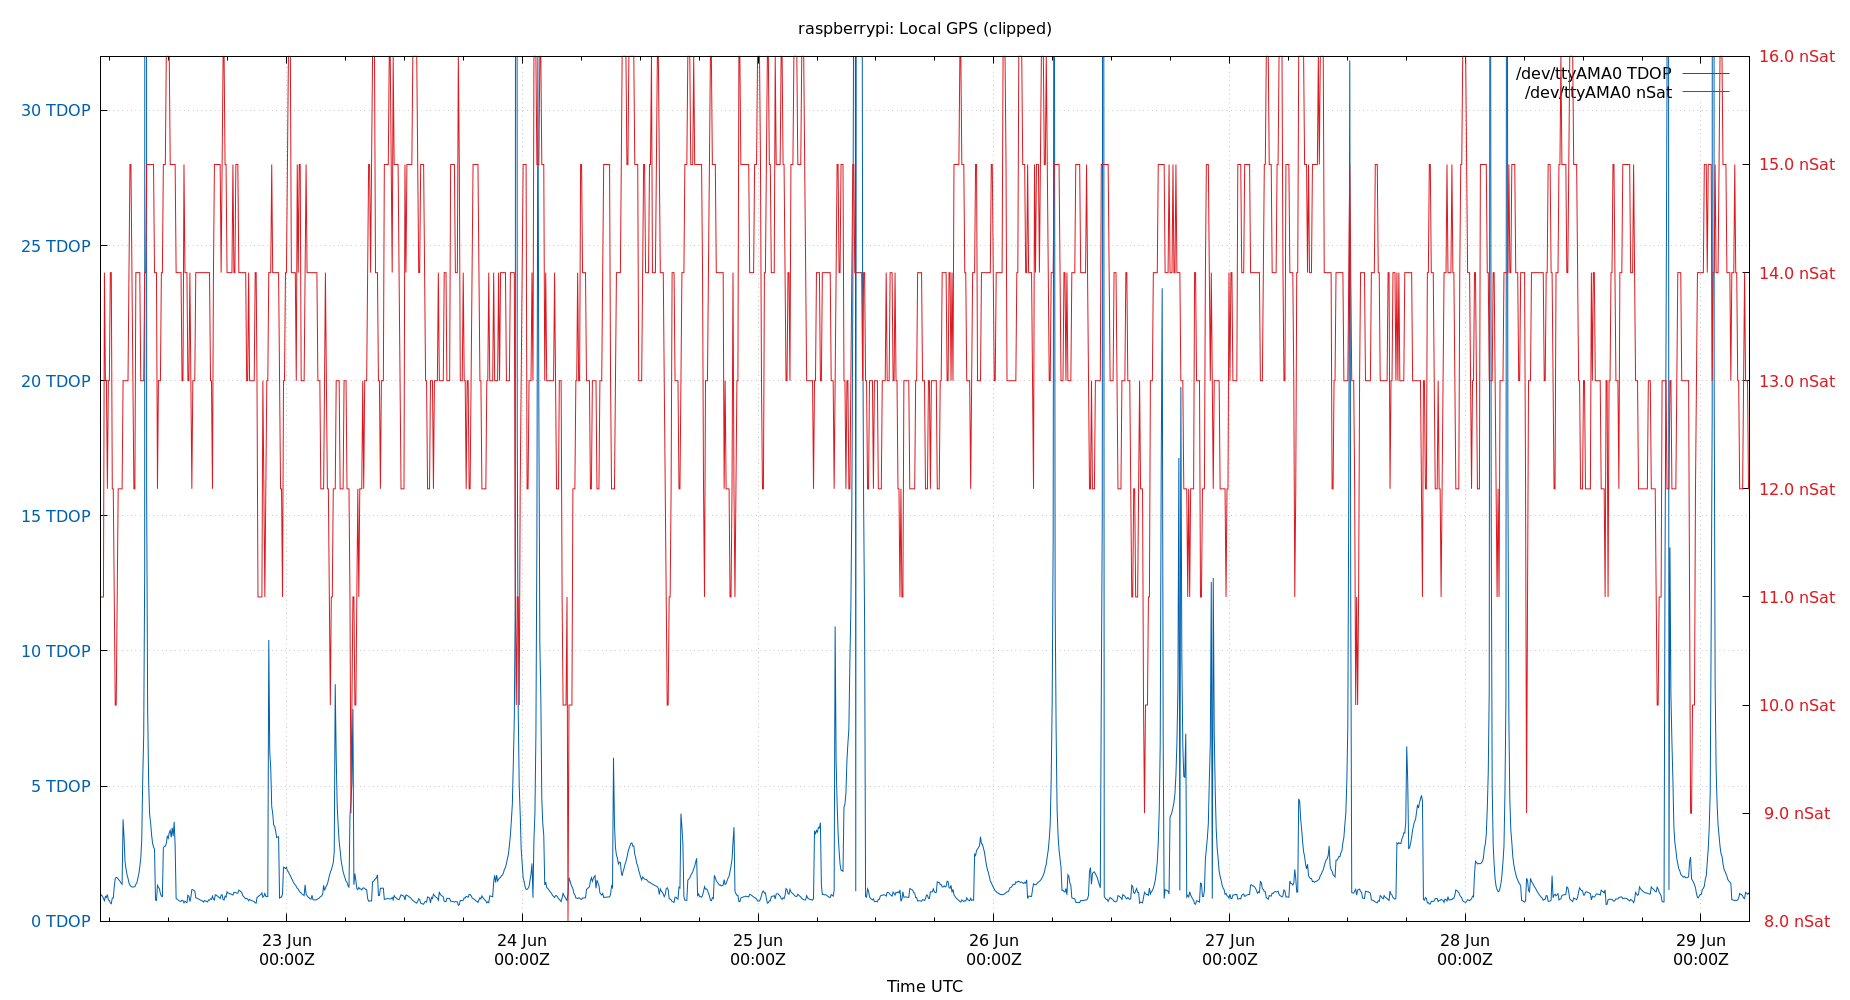 raspberrypi: Local GPS (clipped)
/dev/ttyAMA0 TDOP
/dev/ttyAMA0 nSat
30 TDOP
25 TDOP
20 TDOP
15 TDOP
10 TDOP
5 TDOP
0 TDOP
16.0 nSat
15.0 nSat
14.0 nSat
13.0 nSat
12.0 nSat
11.0 nSat
10.0 nSat
9.0 nSat
8.0 nSat
23 Jun 24 Jun 25 Jun 26 Jun 27 Jun 28 Jun 29 Jun
00:00Z 00:00Z 00:00Z 00:00Z 00:00Z 00:00Z 00:00Z
Time UTC